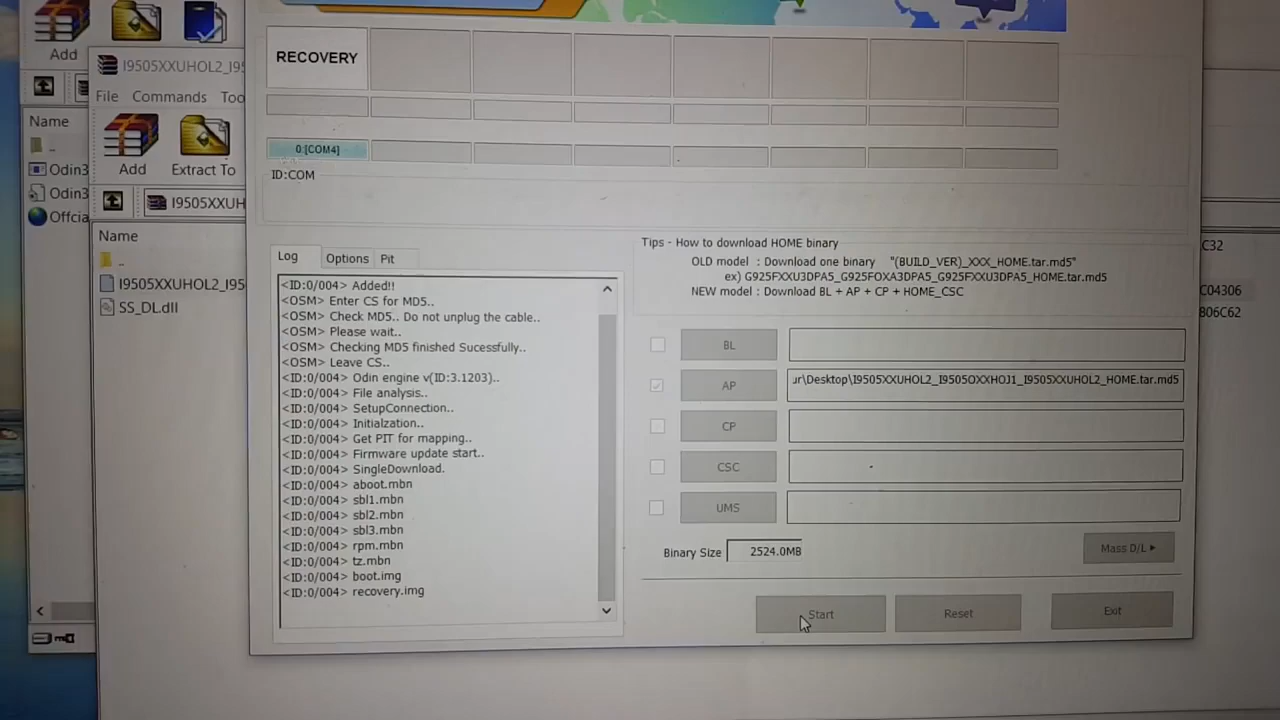 Add
I9505XXUHOL2_I95
File Commands Too
RECOVERY
Name
_
Odin3
Odin3
Offcia
Add Extract To
0:[COM4]
ID:COM
I9505XXUH
Name
..
I9505XXUHOL2_I95
SS_DL.dll
Log Options Pit
<ID:0/004> Added!!
<OSM> Enter CS for MD5..
<OSM> Check MD5.. Do not unplug the cable..
<OSM> Please wait..
<OSM> Checking MD5 finished Sucessfully..
<OSM> Leave CS..
<ID:0/004> Odin engine v(ID:3.1203)..
<ID:0/004> File analysis..
<ID:0/004> SetupConnection..
<ID:0/004> Initialzation..
<ID:0/004> Get PIT for mapping..
<ID:0/004> Firmware update start..
<ID:0/004> SingleDownload.
<ID:0/004> aboot.mbn
<ID:0/004> sbl1.mbn
<ID:0/004> sbl2.mbn
<ID:0/004> sbl3.mbn
<ID:0/004> rpm.mbn
<ID:0/004> tz.mbn
<ID:0/004> boot.img
<ID:0/004> recovery.img
Tips - How to download HOME binary
OLD model : Download one binary "(BUILD_VER)_XXX_HOME.tar.md5"
ex) G925FXXU3DPA5_G925FOXA3DPA5_G925FXXU3DPA5_HOME.tar.md5
NEW model : Download BL + AP + CP + HOME_CSC
BL
AP ur\Desktop\I9505XXUHOL2_I9505OXXHOJ1_I9505XXUHOL2_HOME.tar.md5
CP
CSC
UMS
Binary Size 2524.0MB
Mass D/L
Start Reset Exit
C32
C04306
B06C62